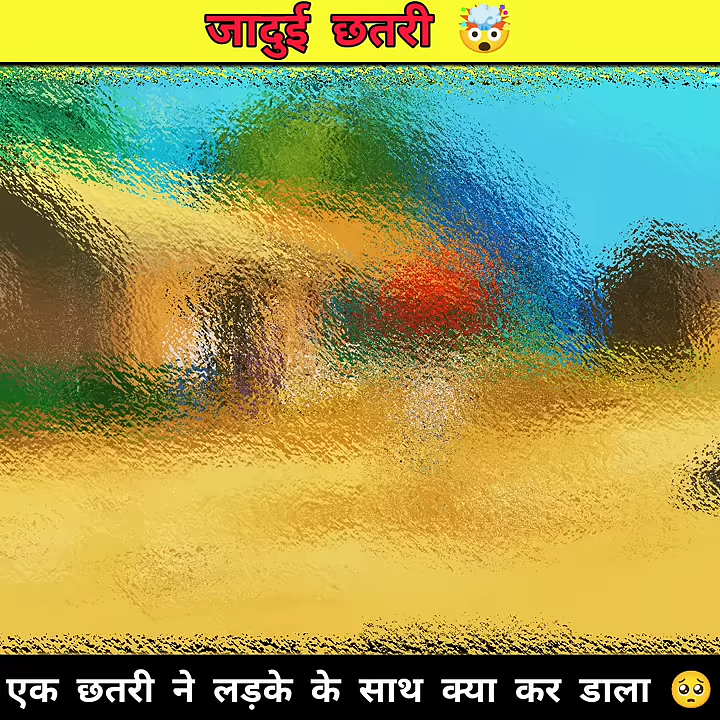 जादुई छतरी 🤯
एक छतरी ने लड़के के साथ क्या कर डाला 🥺